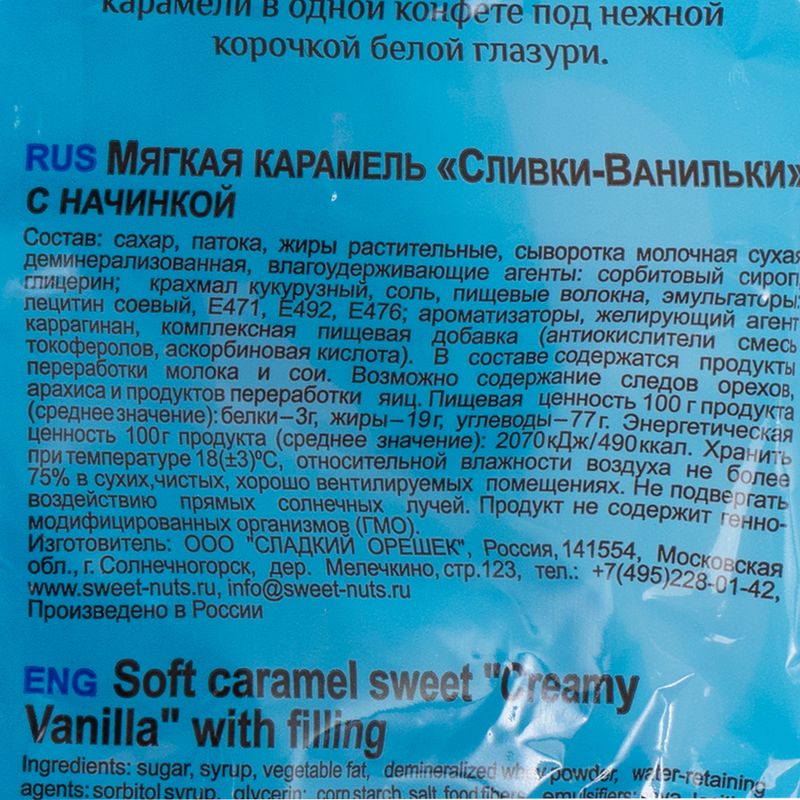 карамели в одной конфете под нежной
корочкой белой глазури.
RUS Мягкая карамель «Сливки-Ванильки»
с начинкой
Состав: сахар, патока, жиры растительные, сыворотка молочная сухая
деминерализованная, влагоудерживающие агенты: сорбитовый сироп,
глицерин; крахмал кукурузный, соль, пищевые волокна, эмульгаторы:
лецитин соевый, Е471, Е492, Е476; ароматизаторы, желирующий агент
каррагинан, комплексная пищевая добавка (антиокислители смесь
токоферолов, аскорбиновая кислота). В составе содержатся продукты
переработки молока и сои. Возможно содержание следов орехов,
арахиса и продуктов переработки яиц. Пищевая ценность 100 г продукта
(среднее значение): белки–3г, жиры–19г, углеводы–77г. Энергетическая
ценность 100г продукта (среднее значение): 2070кДж/490ккал. Хранить
при температуре 18(±3)ºС, относительной влажности воздуха не более
75% в сухих,чистых, хорошо вентилируемых помещениях. Не подвергать
воздействию прямых солнечных лучей. Продукт не содержит генно-
модифицированных организмов (ГМО).
Изготовитель: ООО "СЛАДКИЙ ОРЕШЕК", Россия,141554, Московская
обл., г. Солнечногорск, дер. Мелечкино,стр.123, тел.: +7(495)228-01-42,
www.sweet-nuts.ru, info@sweet-nuts.ru
Произведено в России
ENG Soft caramel sweet "Creamy
Vanilla" with filling
Ingredients: sugar, syrup, vegetable fat, demineralized whey powder, water-retaining
agents: sorbitol syrup, glycerin; corn starch, salt, food fibers, emulsifiers: